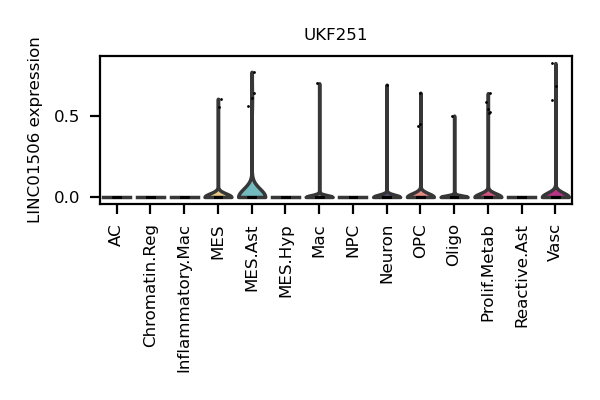 UKF251
LINC01506 expression
0.5
0.0
AC
Chromatin.Reg
Inflammatory.Mac
MES
MES.Ast
MES.Hyp
Mac
NPC
Neuron
OPC
Oligo
Prolif.Metab
Reactive.Ast
Vasc